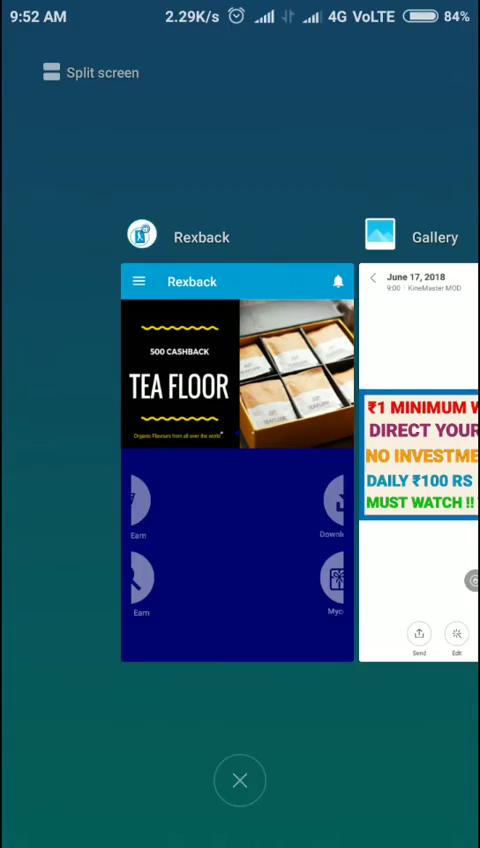 9:52 AM 2.29K/s 4G VoLTE 84%
Split screen
Rexback
Gallery
Rexback
500 CASHBACK
TEA FLOOR
Organic Flavours from all over the world
Earn
Earn
June 17, 2018
9:00 KineMaster MOD
₹1 MINIMUM W
DIRECT YOUR
NO INVESTME
DAILY ₹100 RS
MUST WATCH !!
Send Edit